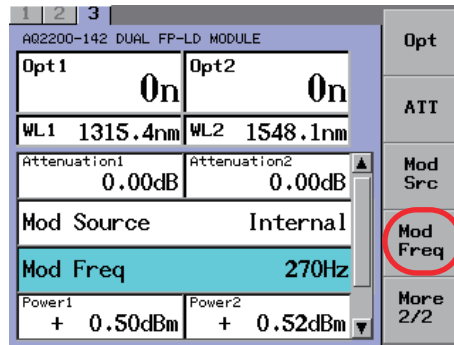 1 2 3
AQ2200-142 DUAL FP-LD MODULE
Opt1 On
Opt2 On
WL1 1315.4nm WL2 1548.1nm
Attenuation1 0.00dB
Attenuation2 0.00dB
Mod Source Internal
Mod Freq 270Hz
Power1 + 0.50dBm
Power2 + 0.52dBm
Opt
ATT
Mod
Src
Mod
Freq
More
2/2